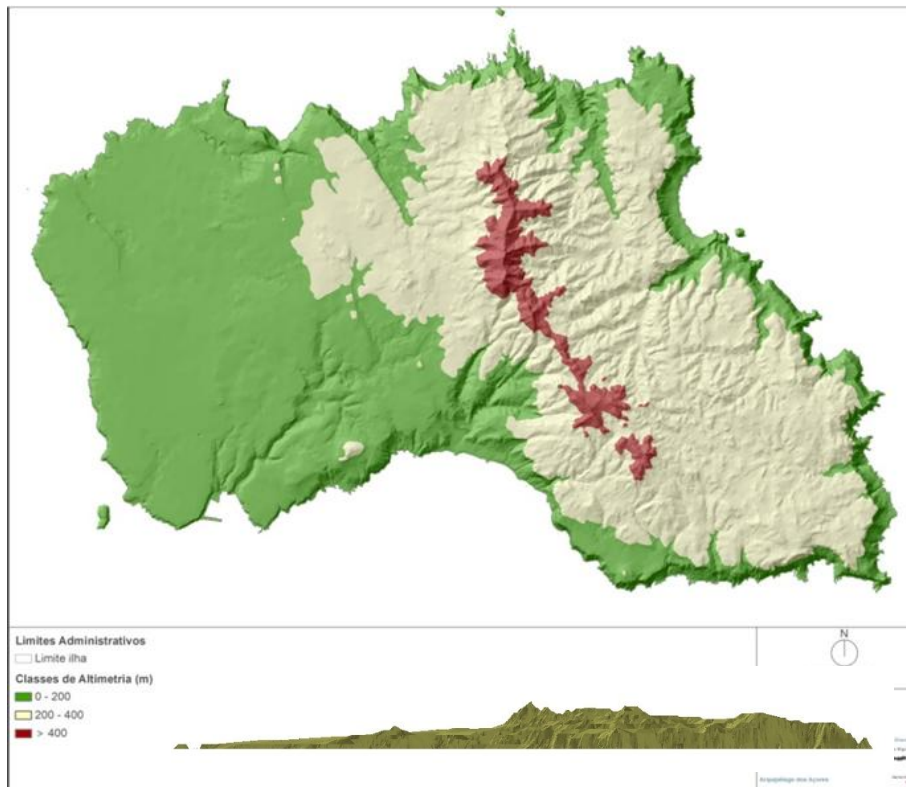 Limites Administrativos
Limite ilha
Classes de Altimetria (m)
0 - 200
200 - 400
> 400
N
Arquipélago dos Açores